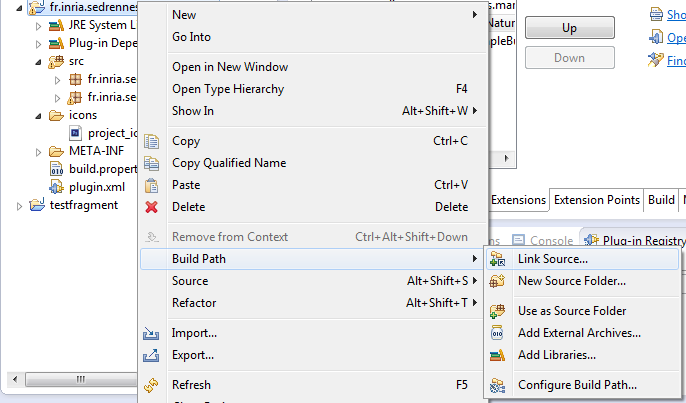 fr.inria.sedrennes
JRE System Li
Plug-in Depe
src
fr.inria.se
fr.inria.se
icons
project_ic
META-INF
build.propert
plugin.xml
testfragment
New
Go Into
Open in New Window
Open Type Hierarchy F4
Show In Alt+Shift+W
Copy Ctrl+C
Copy Qualified Name
Paste Ctrl+V
Delete Delete
Remove from Context Ctrl+Alt+Shift+Down
Build Path
Source Alt+Shift+S
Refactor Alt+Shift+T
Import...
Export...
Refresh F5
s.mar
Natur
pleBu
Up
Down
Sho
Ope
Find
Extensions Extension Points Build M
ns Console Plug-in Registry
Link Source...
New Source Folder...
Use as Source Folder
Add External Archives...
Add Libraries...
Configure Build Path...